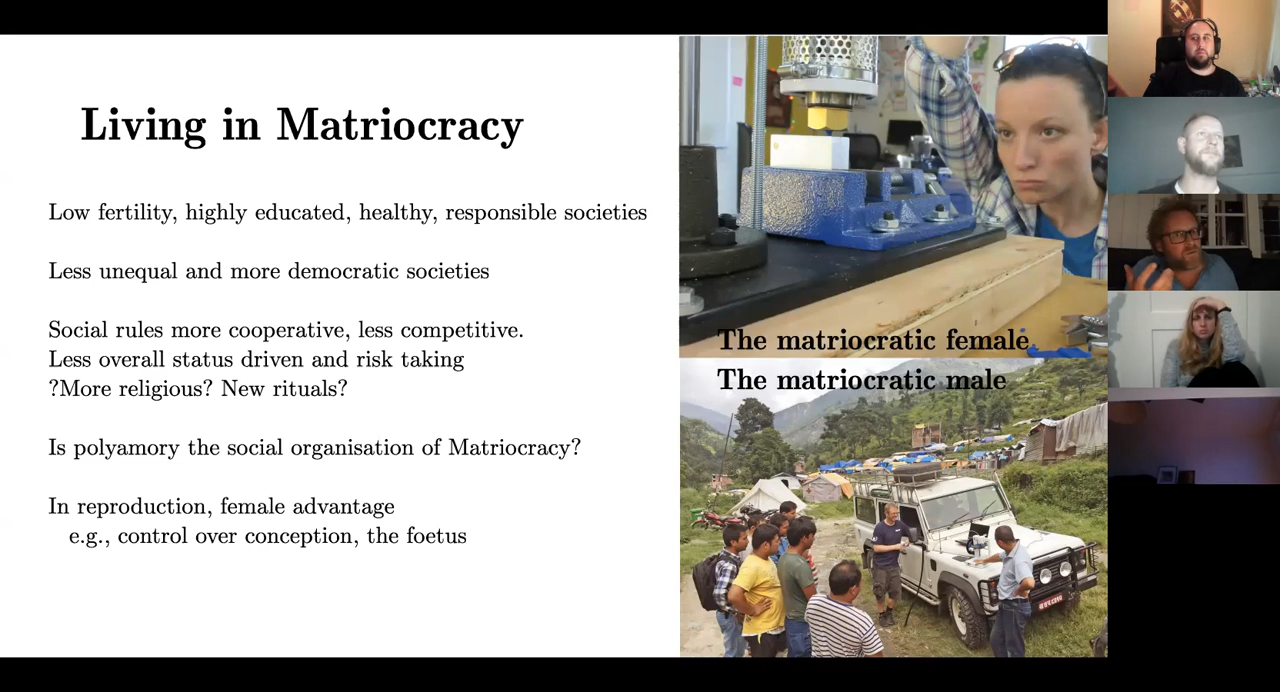 Living in Matriocracy
Low fertility, highly educated, healthy, responsible societies
Less unequal and more democratic societies
Social rules more cooperative, less competitive.
Less overall status driven and risk taking
?More religious? New rituals?
Is polyamory the social organisation of Matriocracy?
In reproduction, female advantage
e.g., control over conception, the foetus
The matriocratic female
The matriocratic male